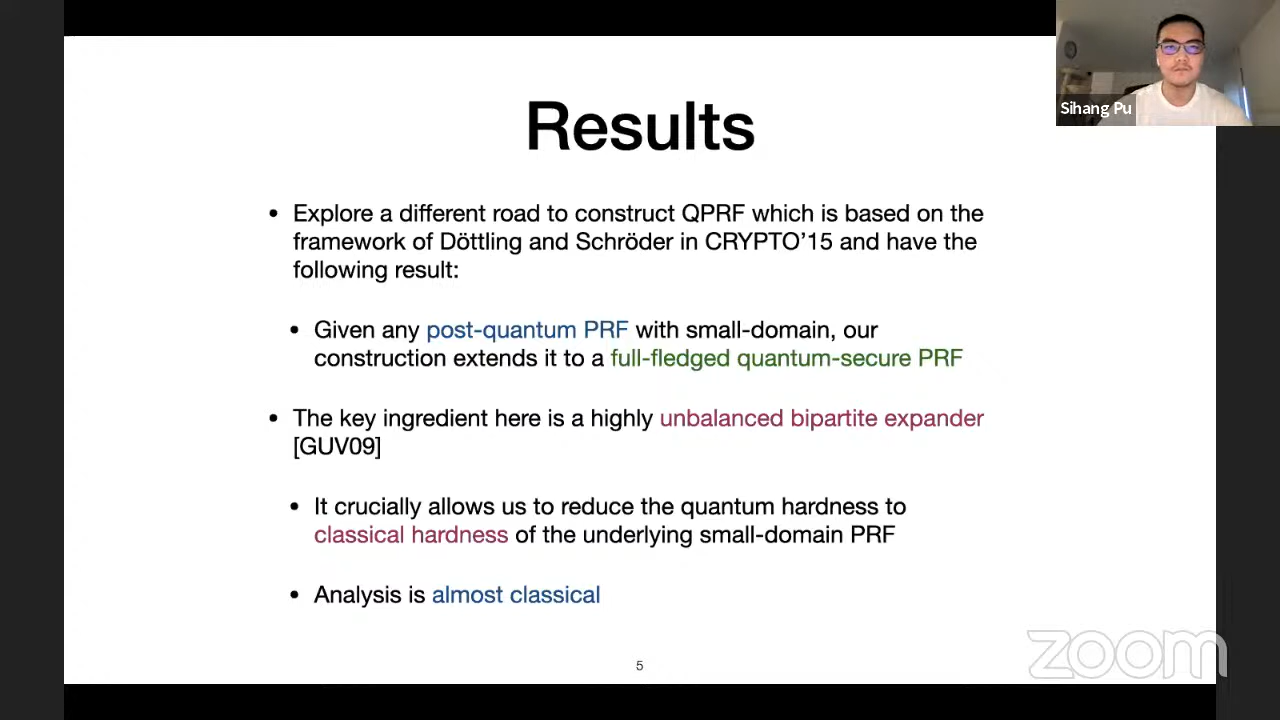 Sihang Pu
Results
• Explore a different road to construct QPRF which is based on the
framework of Döttling and Schröder in CRYPTO’15 and have the
following result:
• Given any post-quantum PRF with small-domain, our
construction extends it to a full-fledged quantum-secure PRF
• The key ingredient here is a highly unbalanced bipartite expander
[GUV09]
• It crucially allows us to reduce the quantum hardness to
classical hardness of the underlying small-domain PRF
• Analysis is almost classical
5
zoom